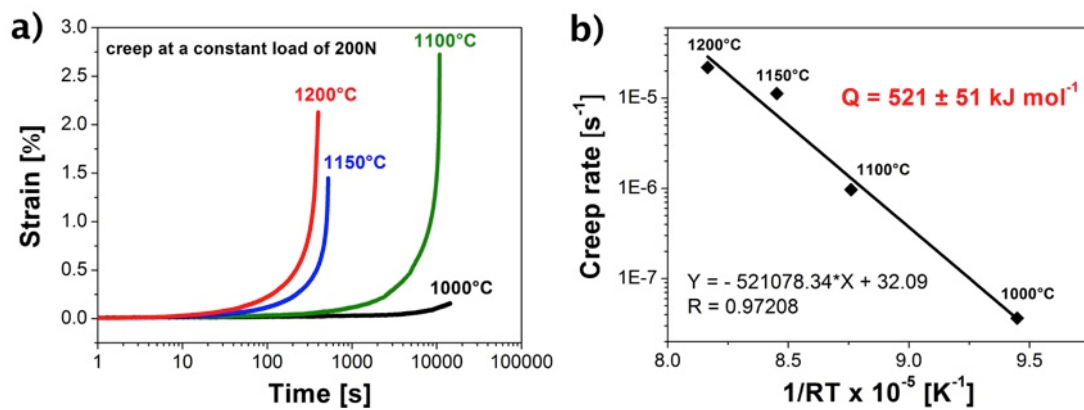 a)
creep at a constant load of 200N
1100°C
1200°C
1150°C
1000°C
Strain [%]
3.0
2.5
2.0
1.5
1.0
0.5
0.0
1
10
100
1000
10000
100000
Time [s]
b)
1200°C
1150°C
Q = 521 ± 51 kJ mol⁻¹
1100°C
1000°C
Y = - 521078.34*X + 32.09
R = 0.97208
Creep rate [s⁻¹]
1E-5
1E-6
1E-7
8.0
8.5
9.0
9.5
1/RT x 10⁻⁵ [K⁻¹]